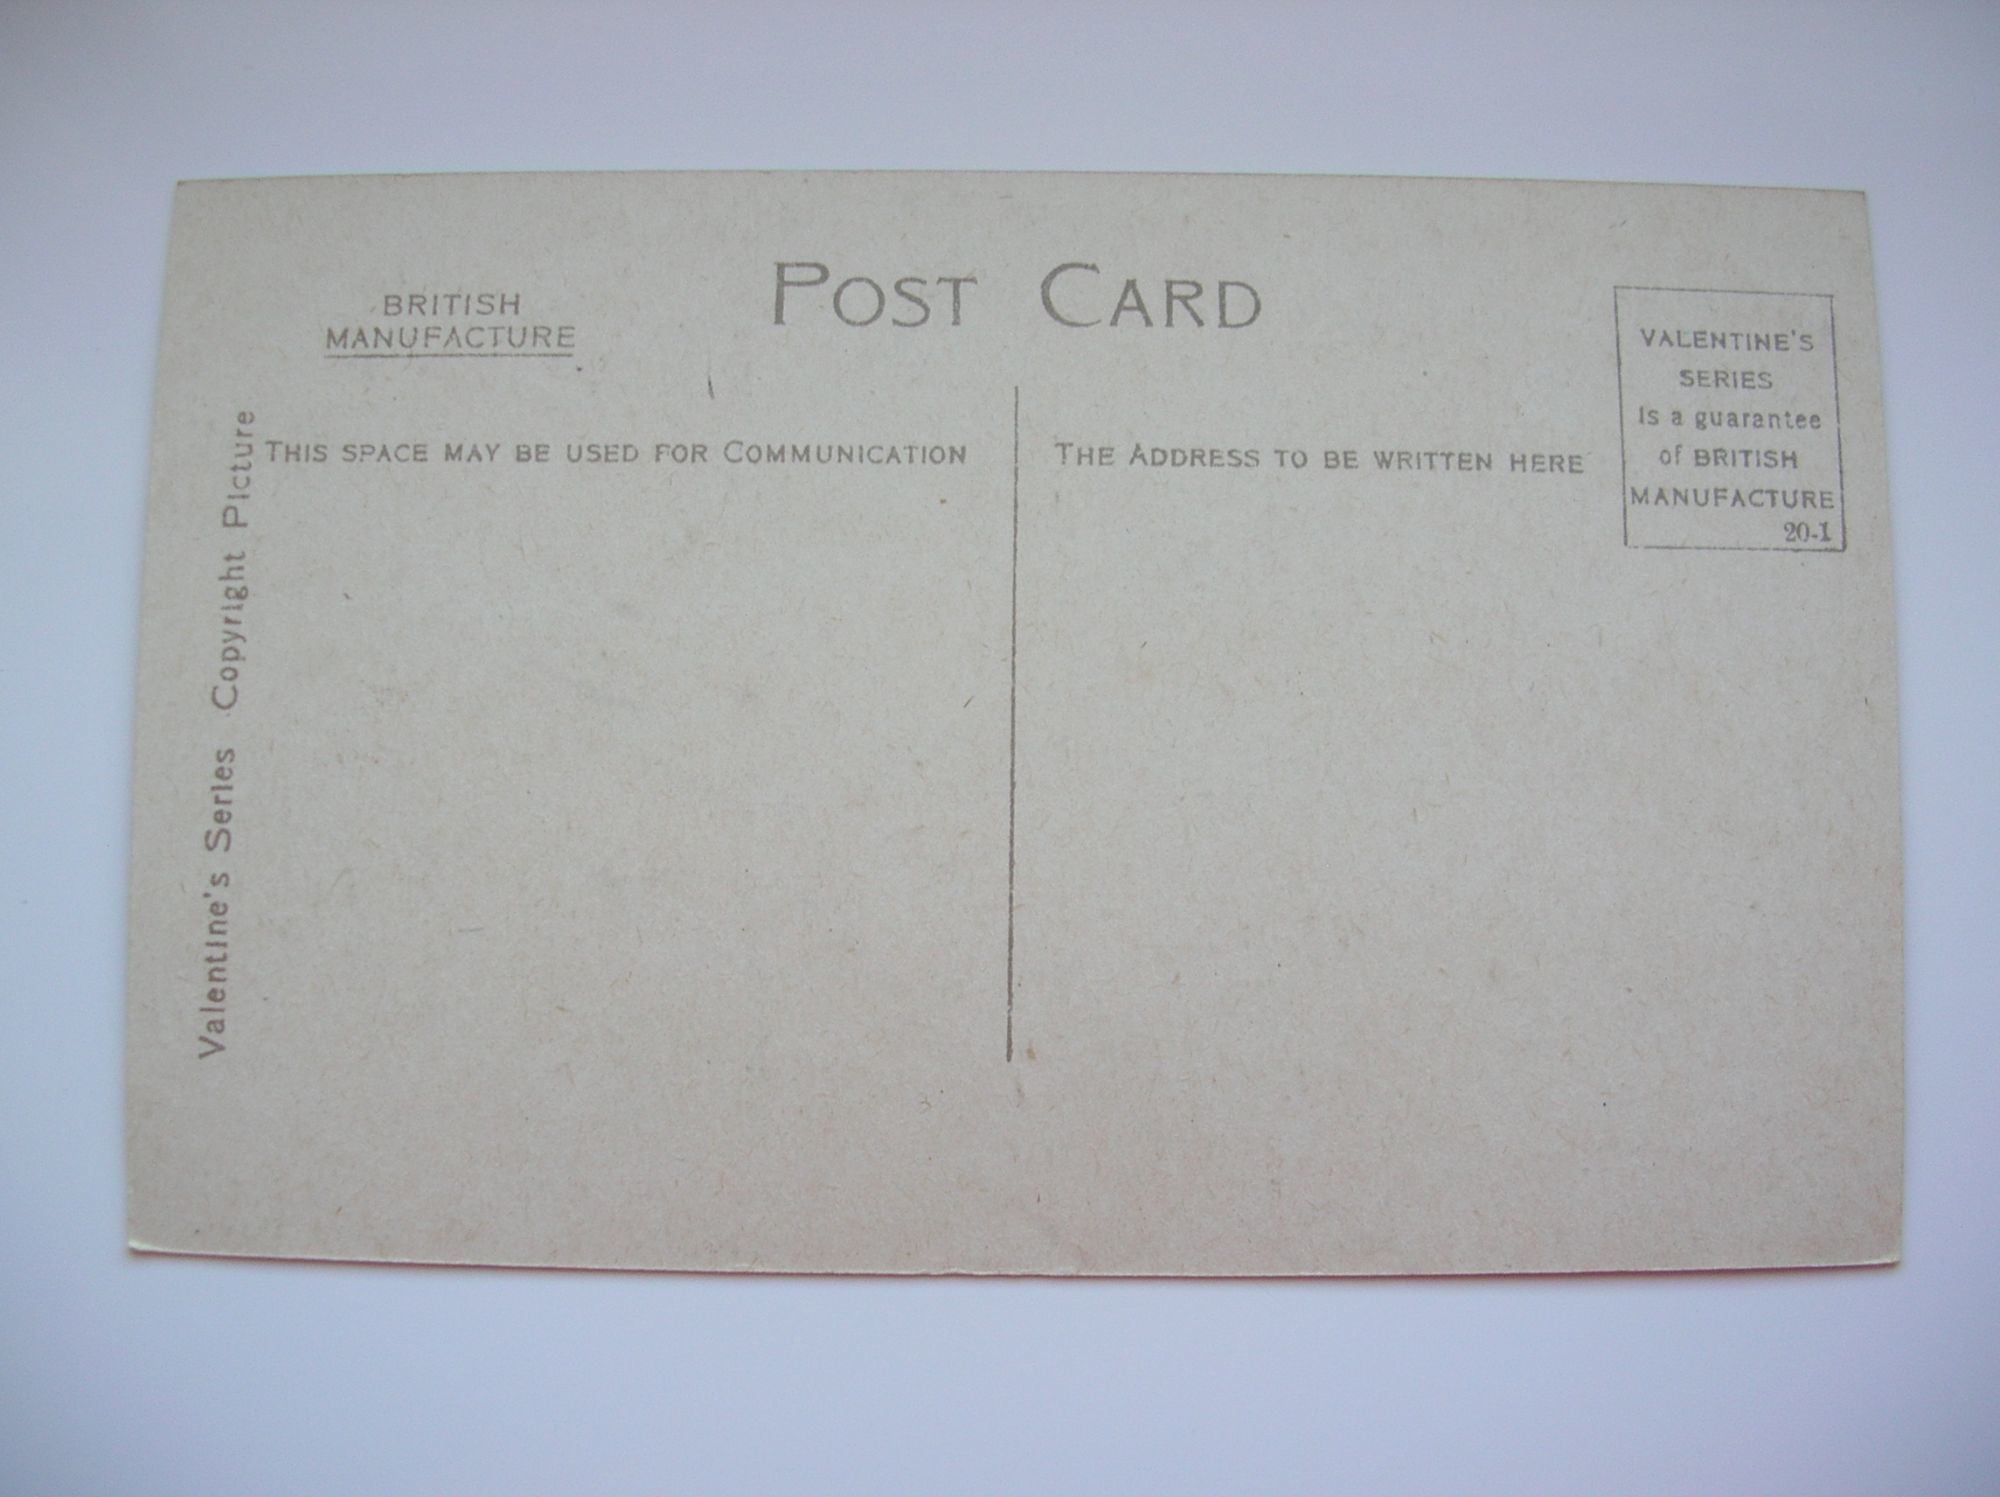 POST CARD
BRITISH
MANUFACTURE
VALENTINE'S
SERIES
is a guarantee
of BRITISH
MANUFACTURE
20-1
THIS SPACE MAY BE USED FOR COMMUNICATION
THE ADDRESS TO BE WRITTEN HERE
Valentine's Series Copyright Picture